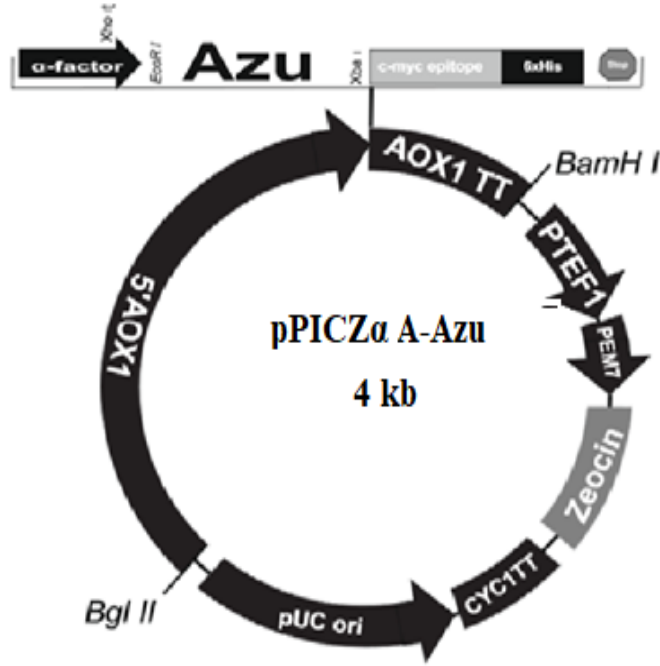 Xho I
α-factor
EcoR I
Azu
Xba I
c-myc epitope
6xHis
Stop
AOX1 TT
BamH I
PTEF1
5'AOX1
pPICZα A-Azu
4 kb
PEM7
Zeocin
CYC1TT
pUC ori
Bgl II